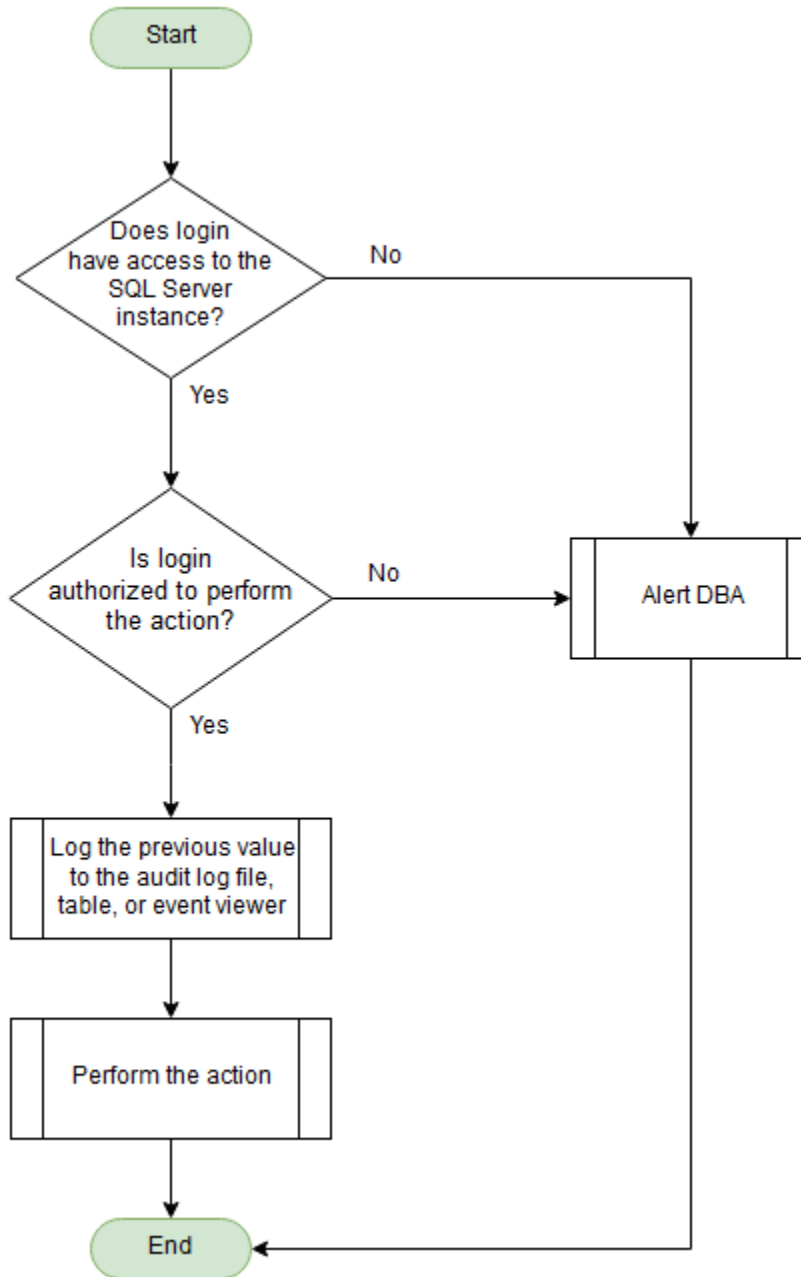 Start
Does login
have access to the
SQL Server
instance?
No
Yes
Is login
authorized to perform
the action?
No
Alert DBA
Yes
Log the previous value
to the audit log file,
table, or event viewer
Perform the action
End